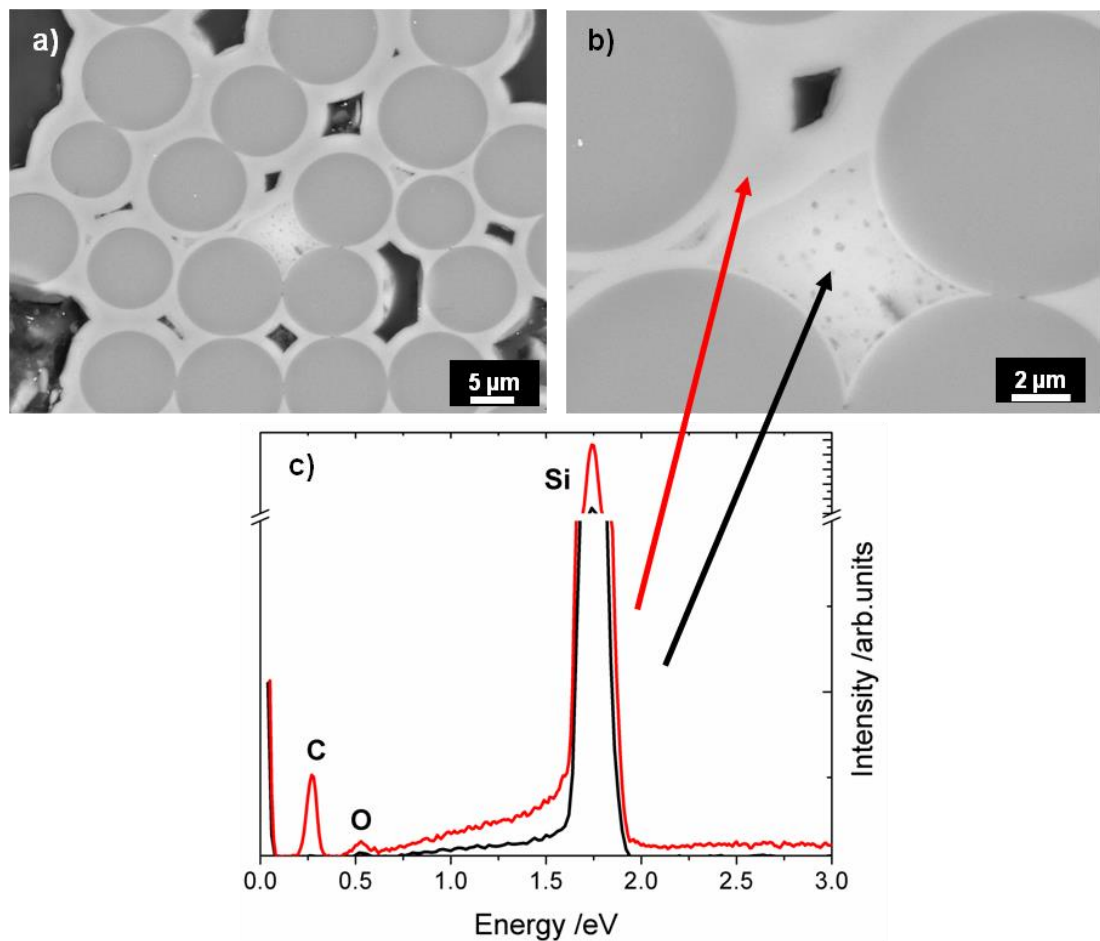 a)
5 µm
b)
2 µm
c)
Si
C
O
0.0 0.5 1.0 1.5 2.0 2.5 3.0
Energy /eV
Intensity /arb.units